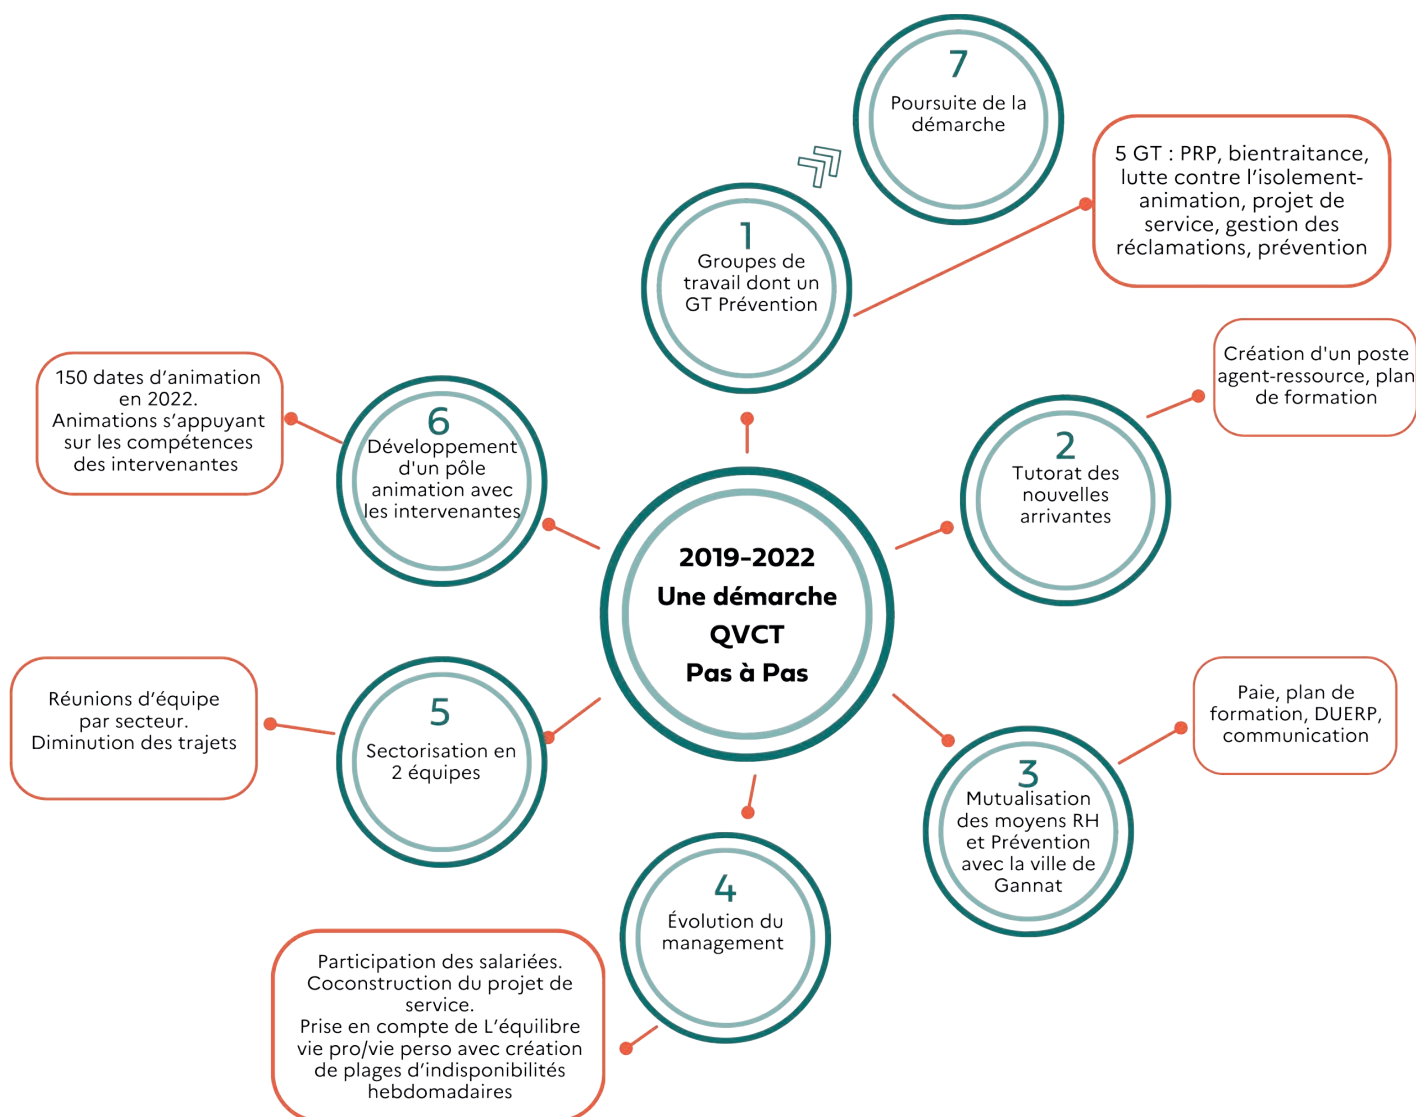 7
Poursuite de la
démarche
1
Groupes de
travail dont un
GT Prévention
5 GT : PRP, bientraitance,
lutte contre l’isolement-
animation, projet de
service, gestion des
réclamations, prévention
2
Tutorat des
nouvelles
arrivantes
Création d'un poste
agent-ressource, plan
de formation
2019-2022
Une démarche
QVCT
Pas à Pas
3
Mutualisation
des moyens RH
et Prévention
avec la ville de
Gannat
Paie, plan de
formation, DUERP,
communication
4
Évolution du
management
Participation des salariées.
Coconstruction du projet de
service.
Prise en compte de L’équilibre
vie pro/vie perso avec création
de plages d’indisponibilités
hebdomadaires
5
Sectorisation en
2 équipes
Réunions d’équipe
par secteur.
Diminution des trajets
6
Développement
d'un pôle
animation avec
les intervenantes
150 dates d’animation
en 2022.
Animations s’appuyant
sur les compétences
des intervenantes